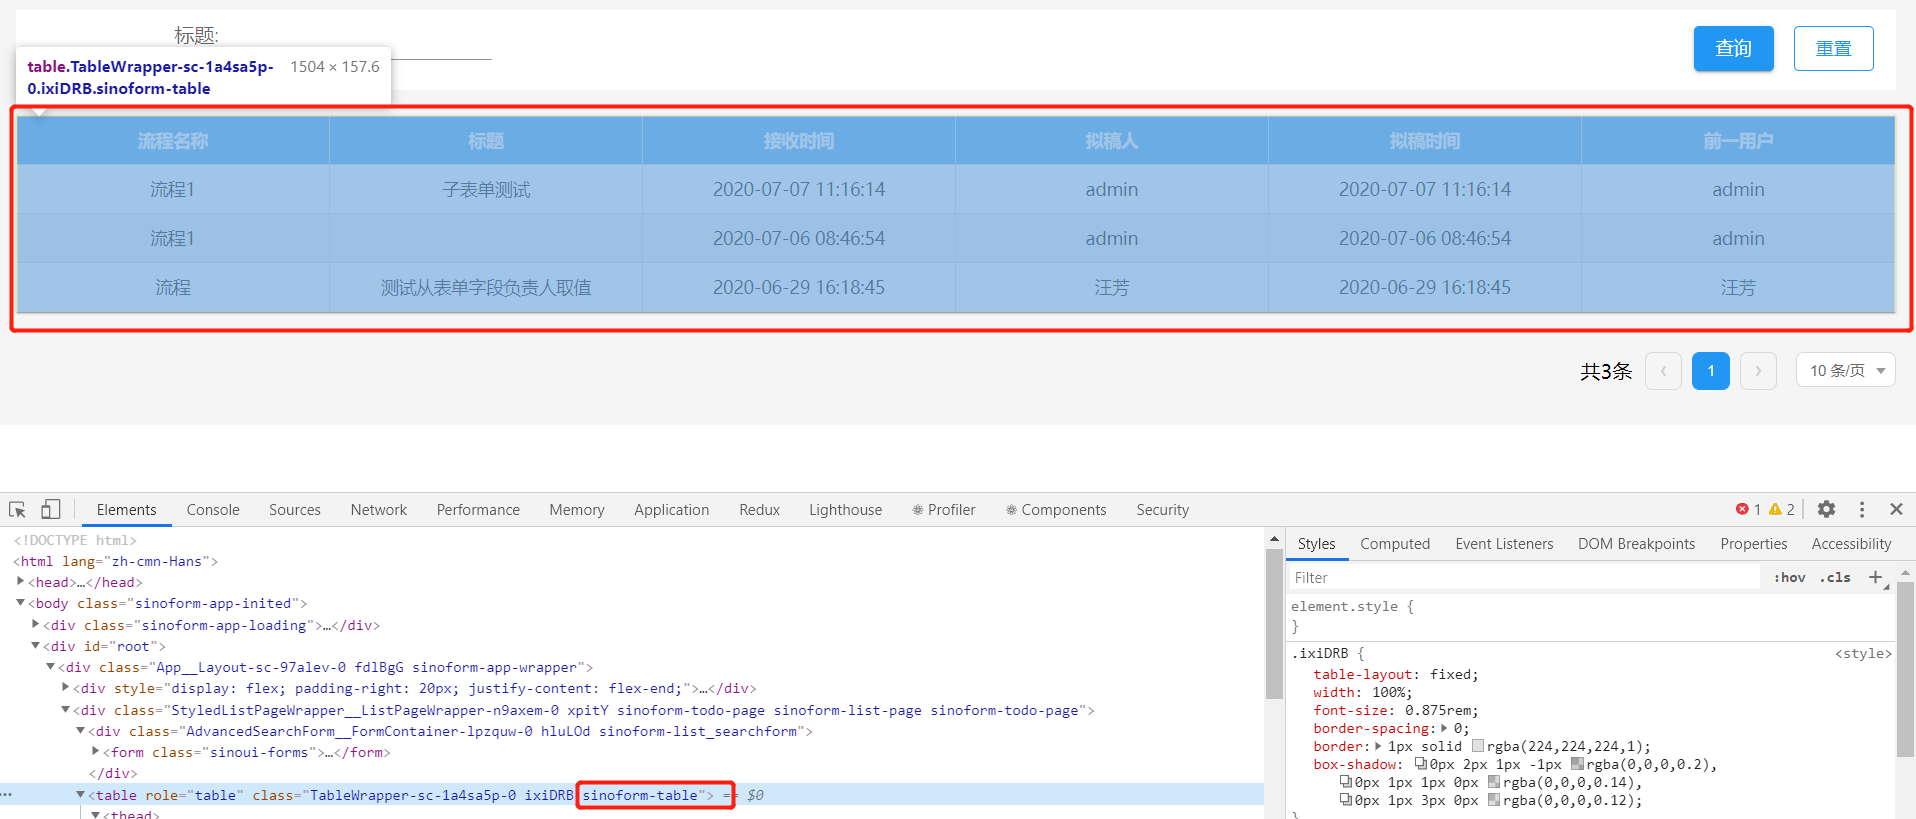 标题:
查询 重置
table.TableWrapper-sc-1a4sa5p- 1504 × 157.6
0.ixiDRB.sinoform-table
流程名称 标题 接收时间 拟稿人 拟稿时间 前一用户
流程1 子表单测试 2020-07-07 11:16:14 admin 2020-07-07 11:16:14 admin
流程1 2020-07-06 08:46:54 admin 2020-07-06 08:46:54 admin
流程 测试从表单字段负责人取值 2020-06-29 16:18:45 汪芳 2020-06-29 16:18:45 汪芳
共3条 ‹ 1 › 10 条/页
Elements Console Sources Network Performance Memory Application Redux Lighthouse Profiler Components Security 1 2
<!DOCTYPE html>
<html lang="zh-cmn-Hans">
<head>…</head>
<body class="sinoform-app-inited">
<div class="sinoform-app-loading">…</div>
<div id="root">
<div class="App__Layout-sc-97alev-0 fdlBgG sinoform-app-wrapper">
<div style="display: flex; padding-right: 20px; justify-content: flex-end;">…</div>
<div class="StyledListPageWrapper__ListPageWrapper-n9axem-0 xpitY sinoform-todo-page sinoform-list-page sinoform-todo-page">
<div class="AdvancedSearchForm__FormContainer-lpzquw-0 hluLOd sinoform-list_searchform">
<form class="sinoui-forms">…</form>
</div>
<table role="table" class="TableWrapper-sc-1a4sa5p-0 ixiDRB sinoform-table"> == $0
<thead>
Styles Computed Event Listeners DOM Breakpoints Properties Accessibility
Filter :hov .cls +
element.style {
}
.ixiDRB { <style>
table-layout: fixed;
width: 100%;
font-size: 0.875rem;
border-spacing: 0;
border: 1px solid rgba(224,224,224,1);
box-shadow: 0px 2px 1px -1px rgba(0,0,0,0.2),
0px 1px 1px 0px rgba(0,0,0,0.14),
0px 1px 3px 0px rgba(0,0,0,0.12);
}